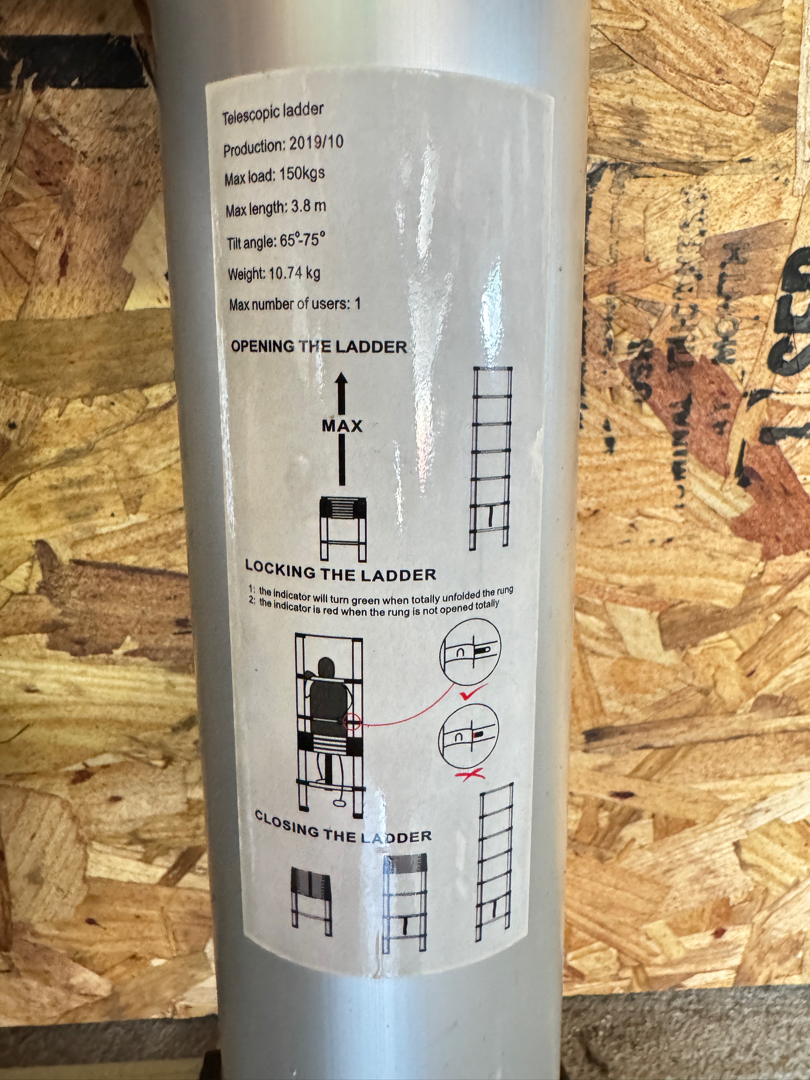 Telescopic ladder
Production: 2019/10
Max load: 150kgs
Max length: 3.8 m
Tilt angle: 65°-75°
Weight: 10.74 kg
Max number of users: 1
OPENING THE LADDER
MAX
LOCKING THE LADDER
1: the indicator will turn green when totally unfolded the rung
2: the indicator is red when the rung is not opened totally
CLOSING THE LADDER